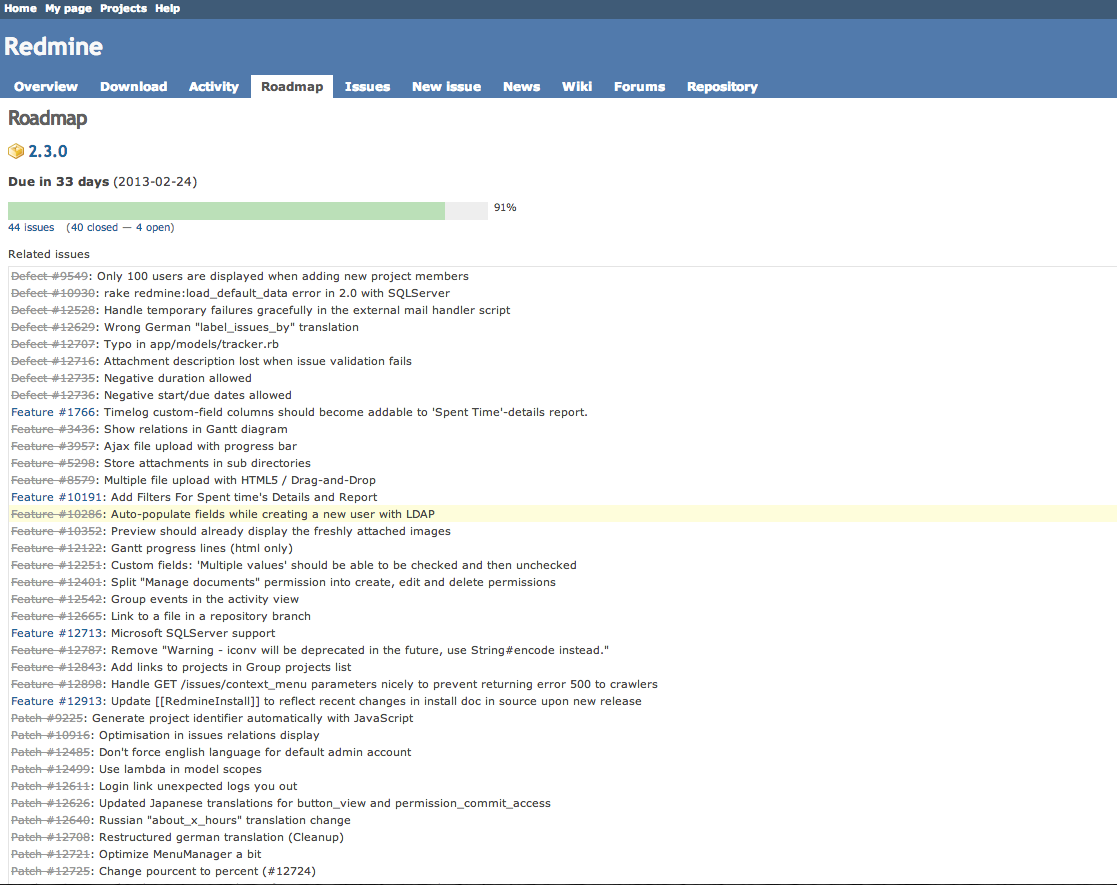 Home My page Projects Help
Redmine
Overview Download Activity Roadmap Issues New issue News Wiki Forums Repository
Roadmap
2.3.0
Due in 33 days (2013-02-24)
91%
44 issues (40 closed — 4 open)
Related issues
Defect #9549: Only 100 users are displayed when adding new project members
Defect #10930: rake redmine:load_default_data error in 2.0 with SQLServer
Defect #12528: Handle temporary failures gracefully in the external mail handler script
Defect #12629: Wrong German "label_issues_by" translation
Defect #12707: Typo in app/models/tracker.rb
Defect #12716: Attachment description lost when issue validation fails
Defect #12735: Negative duration allowed
Defect #12736: Negative start/due dates allowed
Feature #1766: Timelog custom-field columns should become addable to 'Spent Time'-details report.
Feature #3436: Show relations in Gantt diagram
Feature #3957: Ajax file upload with progress bar
Feature #5298: Store attachments in sub directories
Feature #8579: Multiple file upload with HTML5 / Drag-and-Drop
Feature #10191: Add Filters For Spent time's Details and Report
Feature #10286: Auto-populate fields while creating a new user with LDAP
Feature #10352: Preview should already display the freshly attached images
Feature #12122: Gantt progress lines (html only)
Feature #12251: Custom fields: 'Multiple values' should be able to be checked and then unchecked
Feature #12401: Split "Manage documents" permission into create, edit and delete permissions
Feature #12542: Group events in the activity view
Feature #12665: Link to a file in a repository branch
Feature #12713: Microsoft SQLServer support
Feature #12787: Remove "Warning - iconv will be deprecated in the future, use String#encode instead."
Feature #12843: Add links to projects in Group projects list
Feature #12898: Handle GET /issues/context_menu parameters nicely to prevent returning error 500 to crawlers
Feature #12913: Update [[RedmineInstall]] to reflect recent changes in install doc in source upon new release
Patch #9225: Generate project identifier automatically with JavaScript
Patch #10916: Optimisation in issues relations display
Patch #12485: Don't force english language for default admin account
Patch #12499: Use lambda in model scopes
Patch #12611: Login link unexpected logs you out
Patch #12626: Updated Japanese translations for button_view and permission_commit_access
Patch #12640: Russian "about_x_hours" translation change
Patch #12708: Restructured german translation (Cleanup)
Patch #12721: Optimize MenuManager a bit
Patch #12725: Change pourcent to percent (#12724)